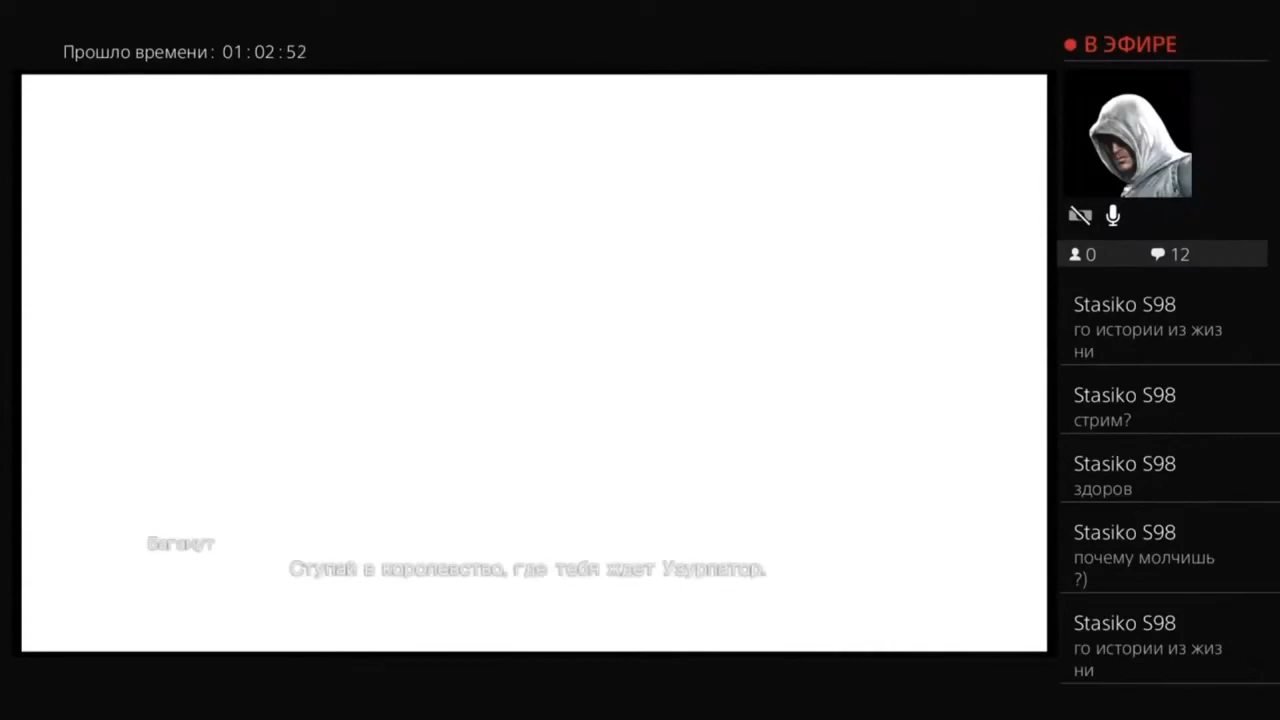 Прошло времени: 01:02:52
В ЭФИРЕ
0 12
Stasiko S98
го истории из жиз
ни
Stasiko S98
стрим?
Stasiko S98
здоров
Stasiko S98
почему молчишь
?)
Stasiko S98
го истории из жиз
ни
Ступай в королевство, где тебя ждет Узурпатор.